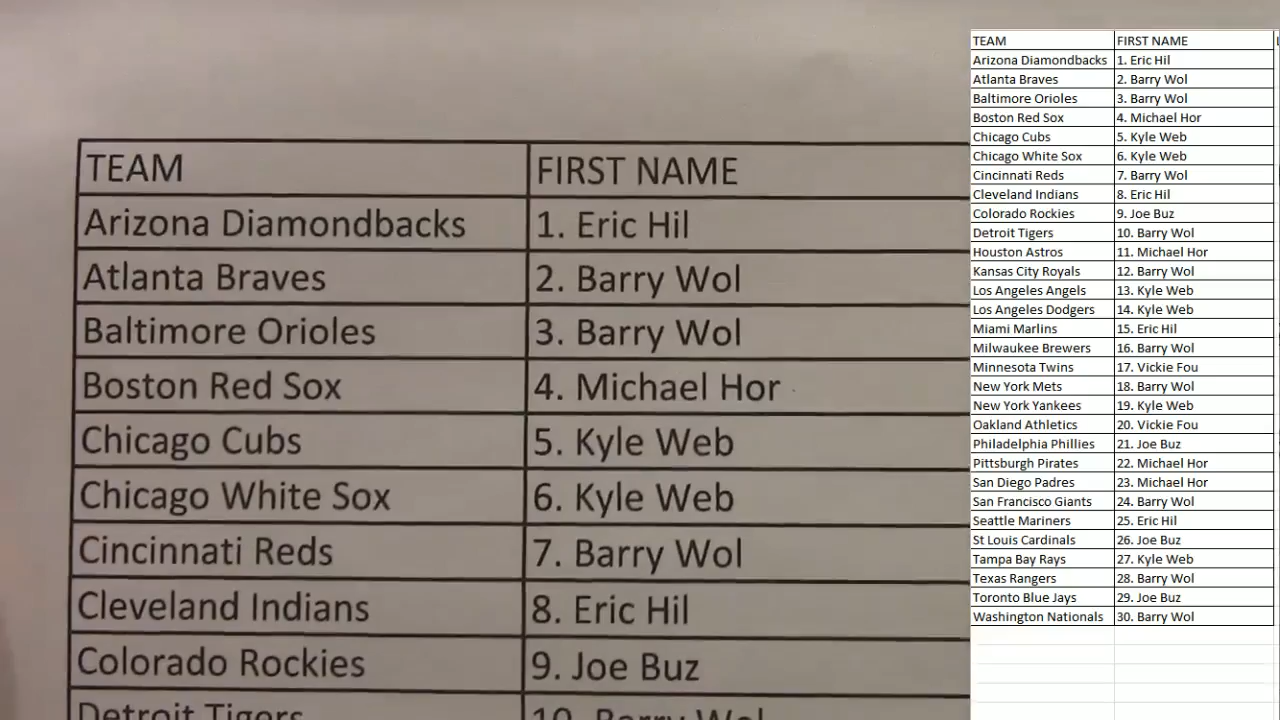 TEAM FIRST NAME
Arizona Diamondbacks 1. Eric Hil
Atlanta Braves 2. Barry Wol
Baltimore Orioles 3. Barry Wol
Boston Red Sox 4. Michael Hor
Chicago Cubs 5. Kyle Web
Chicago White Sox 6. Kyle Web
Cincinnati Reds 7. Barry Wol
Cleveland Indians 8. Eric Hil
Colorado Rockies 9. Joe Buz
Detroit Tigers 10. Barry Wol
TEAM FIRST NAME
Arizona Diamondbacks 1. Eric Hil
Atlanta Braves 2. Barry Wol
Baltimore Orioles 3. Barry Wol
Boston Red Sox 4. Michael Hor
Chicago Cubs 5. Kyle Web
Chicago White Sox 6. Kyle Web
Cincinnati Reds 7. Barry Wol
Cleveland Indians 8. Eric Hil
Colorado Rockies 9. Joe Buz
Detroit Tigers 10. Barry Wol
Houston Astros 11. Michael Hor
Kansas City Royals 12. Barry Wol
Los Angeles Angels 13. Kyle Web
Los Angeles Dodgers 14. Kyle Web
Miami Marlins 15. Eric Hil
Milwaukee Brewers 16. Barry Wol
Minnesota Twins 17. Vickie Fou
New York Mets 18. Barry Wol
New York Yankees 19. Kyle Web
Oakland Athletics 20. Vickie Fou
Philadelphia Phillies 21. Joe Buz
Pittsburgh Pirates 22. Michael Hor
San Diego Padres 23. Michael Hor
San Francisco Giants 24. Barry Wol
Seattle Mariners 25. Eric Hil
St Louis Cardinals 26. Joe Buz
Tampa Bay Rays 27. Kyle Web
Texas Rangers 28. Barry Wol
Toronto Blue Jays 29. Joe Buz
Washington Nationals 30. Barry Wol